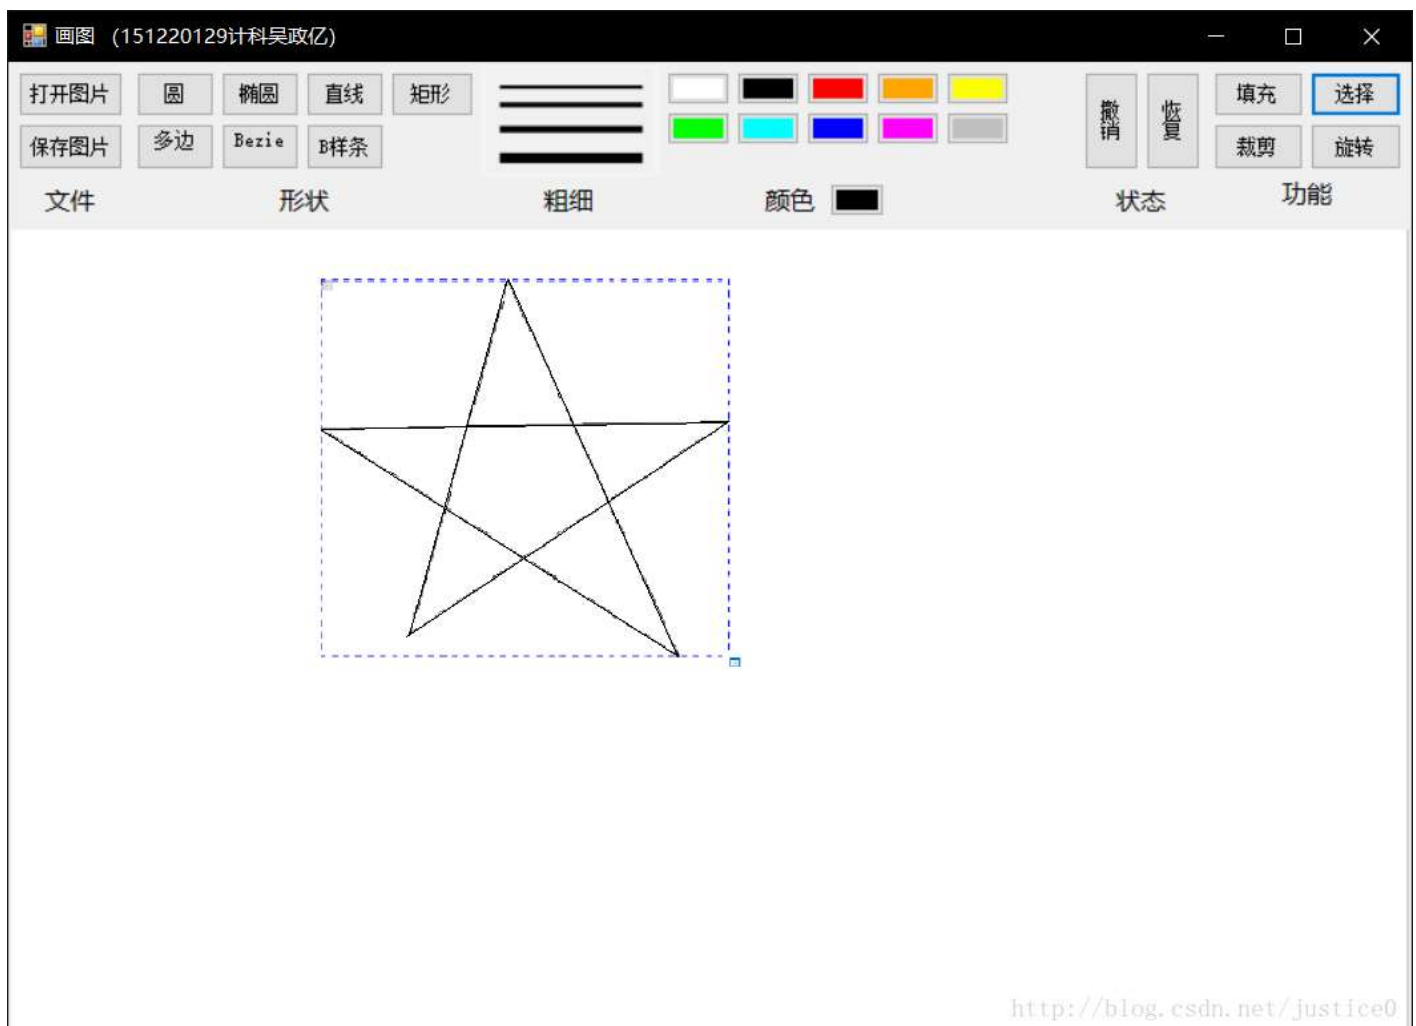 画图 (151220129计科吴政亿)
打开图片 圆 椭圆 直线 矩形 填充 选择
保存图片 多边 Bezie B样条 撤销 恢复 裁剪 旋转
文件 形状 粗细 颜色 状态 功能
http://blog.csdn.net/justice0